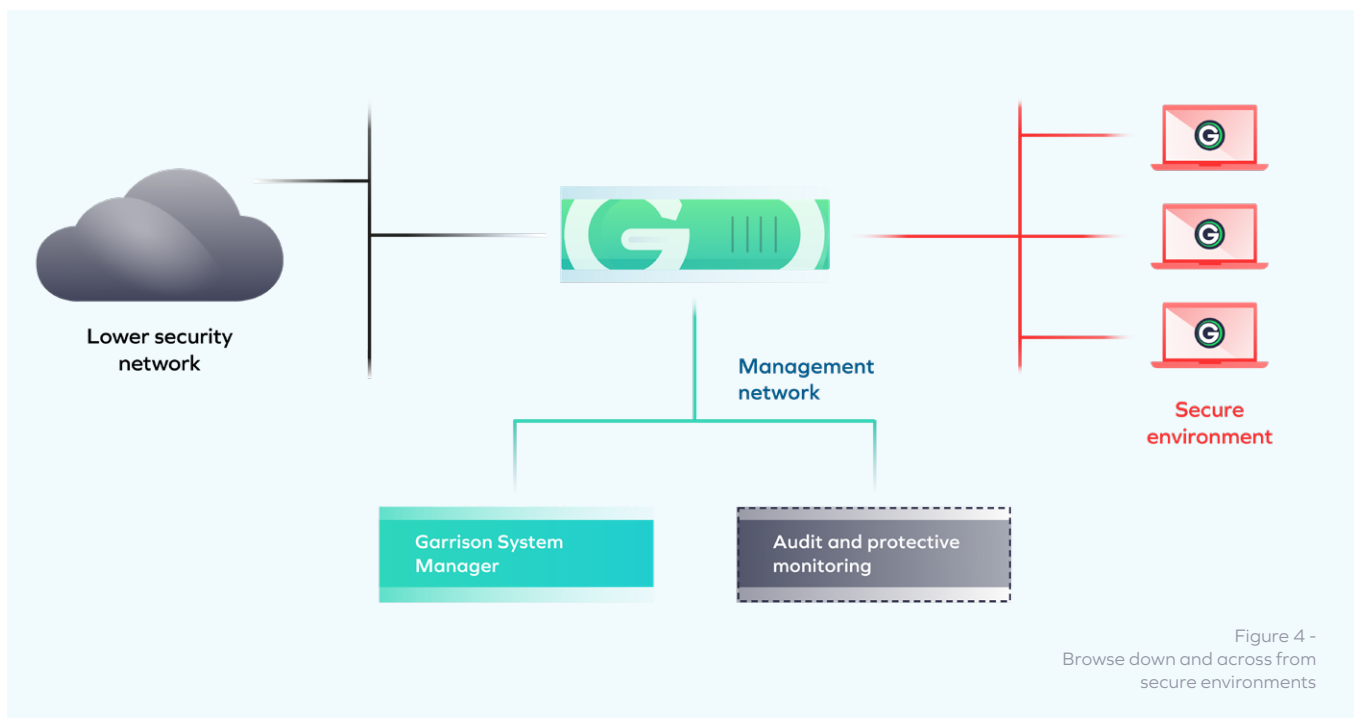 Lower security
network
Management
network
Secure
environment
Garrison System
Manager
Audit and protective
monitoring
Figure 4 -
Browse down and across from
secure environments